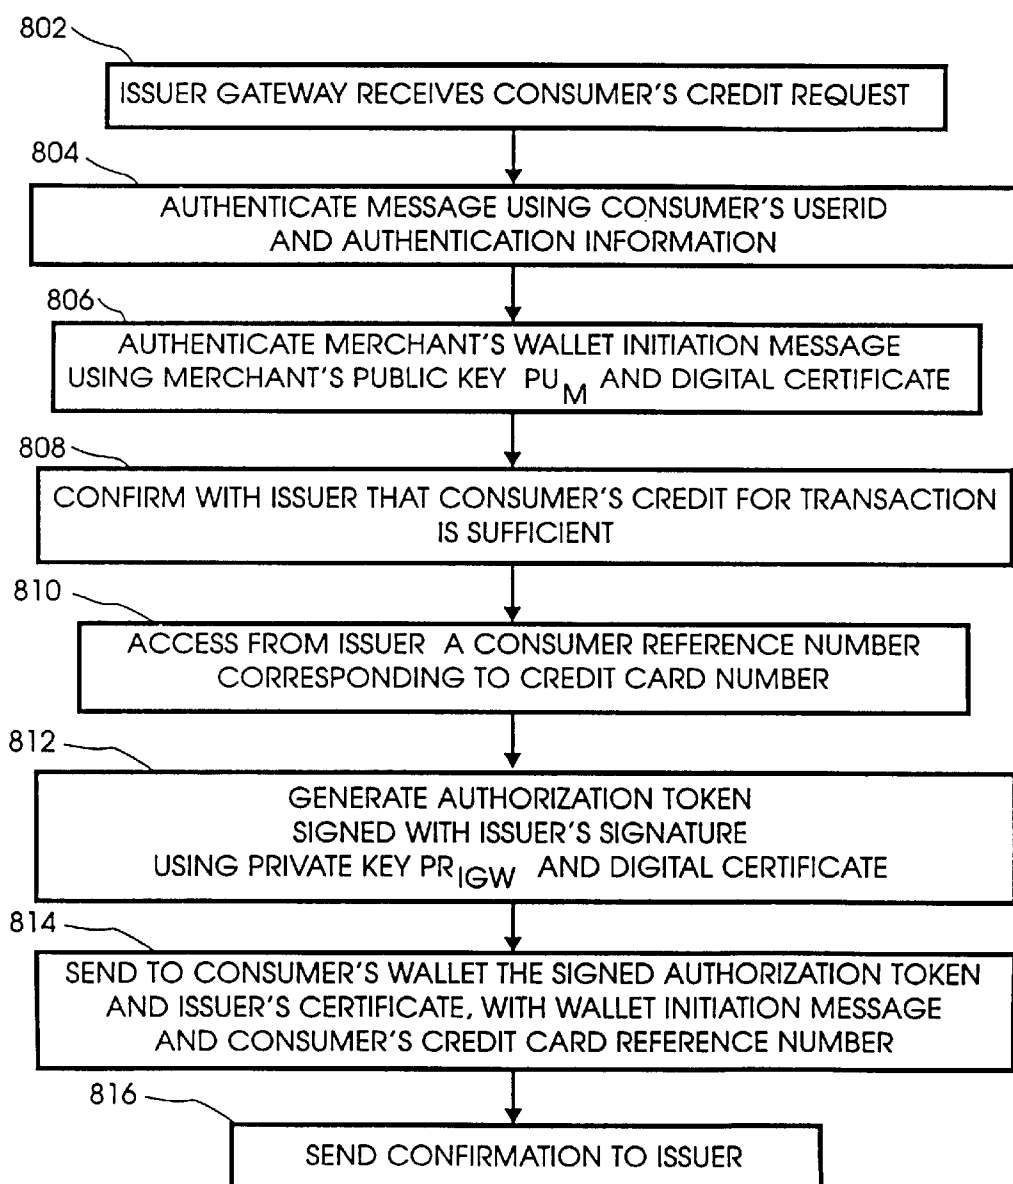 802
ISSUER GATEWAY RECEIVES CONSUMER'S CREDIT REQUEST
804
AUTHENTICATE MESSAGE USING CONSUMER'S USERID
AND AUTHENTICATION INFORMATION
806
AUTHENTICATE MERCHANT'S WALLET INITIATION MESSAGE
USING MERCHANT'S PUBLIC KEY PU_M AND DIGITAL CERTIFICATE
808
CONFIRM WITH ISSUER THAT CONSUMER'S CREDIT FOR TRANSACTION
IS SUFFICIENT
810
ACCESS FROM ISSUER A CONSUMER REFERENCE NUMBER
CORRESPONDING TO CREDIT CARD NUMBER
812
GENERATE AUTHORIZATION TOKEN
SIGNED WITH ISSUER'S SIGNATURE
USING PRIVATE KEY PR_IGW AND DIGITAL CERTIFICATE
814
SEND TO CONSUMER'S WALLET THE SIGNED AUTHORIZATION TOKEN
AND ISSUER'S CERTIFICATE, WITH WALLET INITIATION MESSAGE
AND CONSUMER'S CREDIT CARD REFERENCE NUMBER
816
SEND CONFIRMATION TO ISSUER